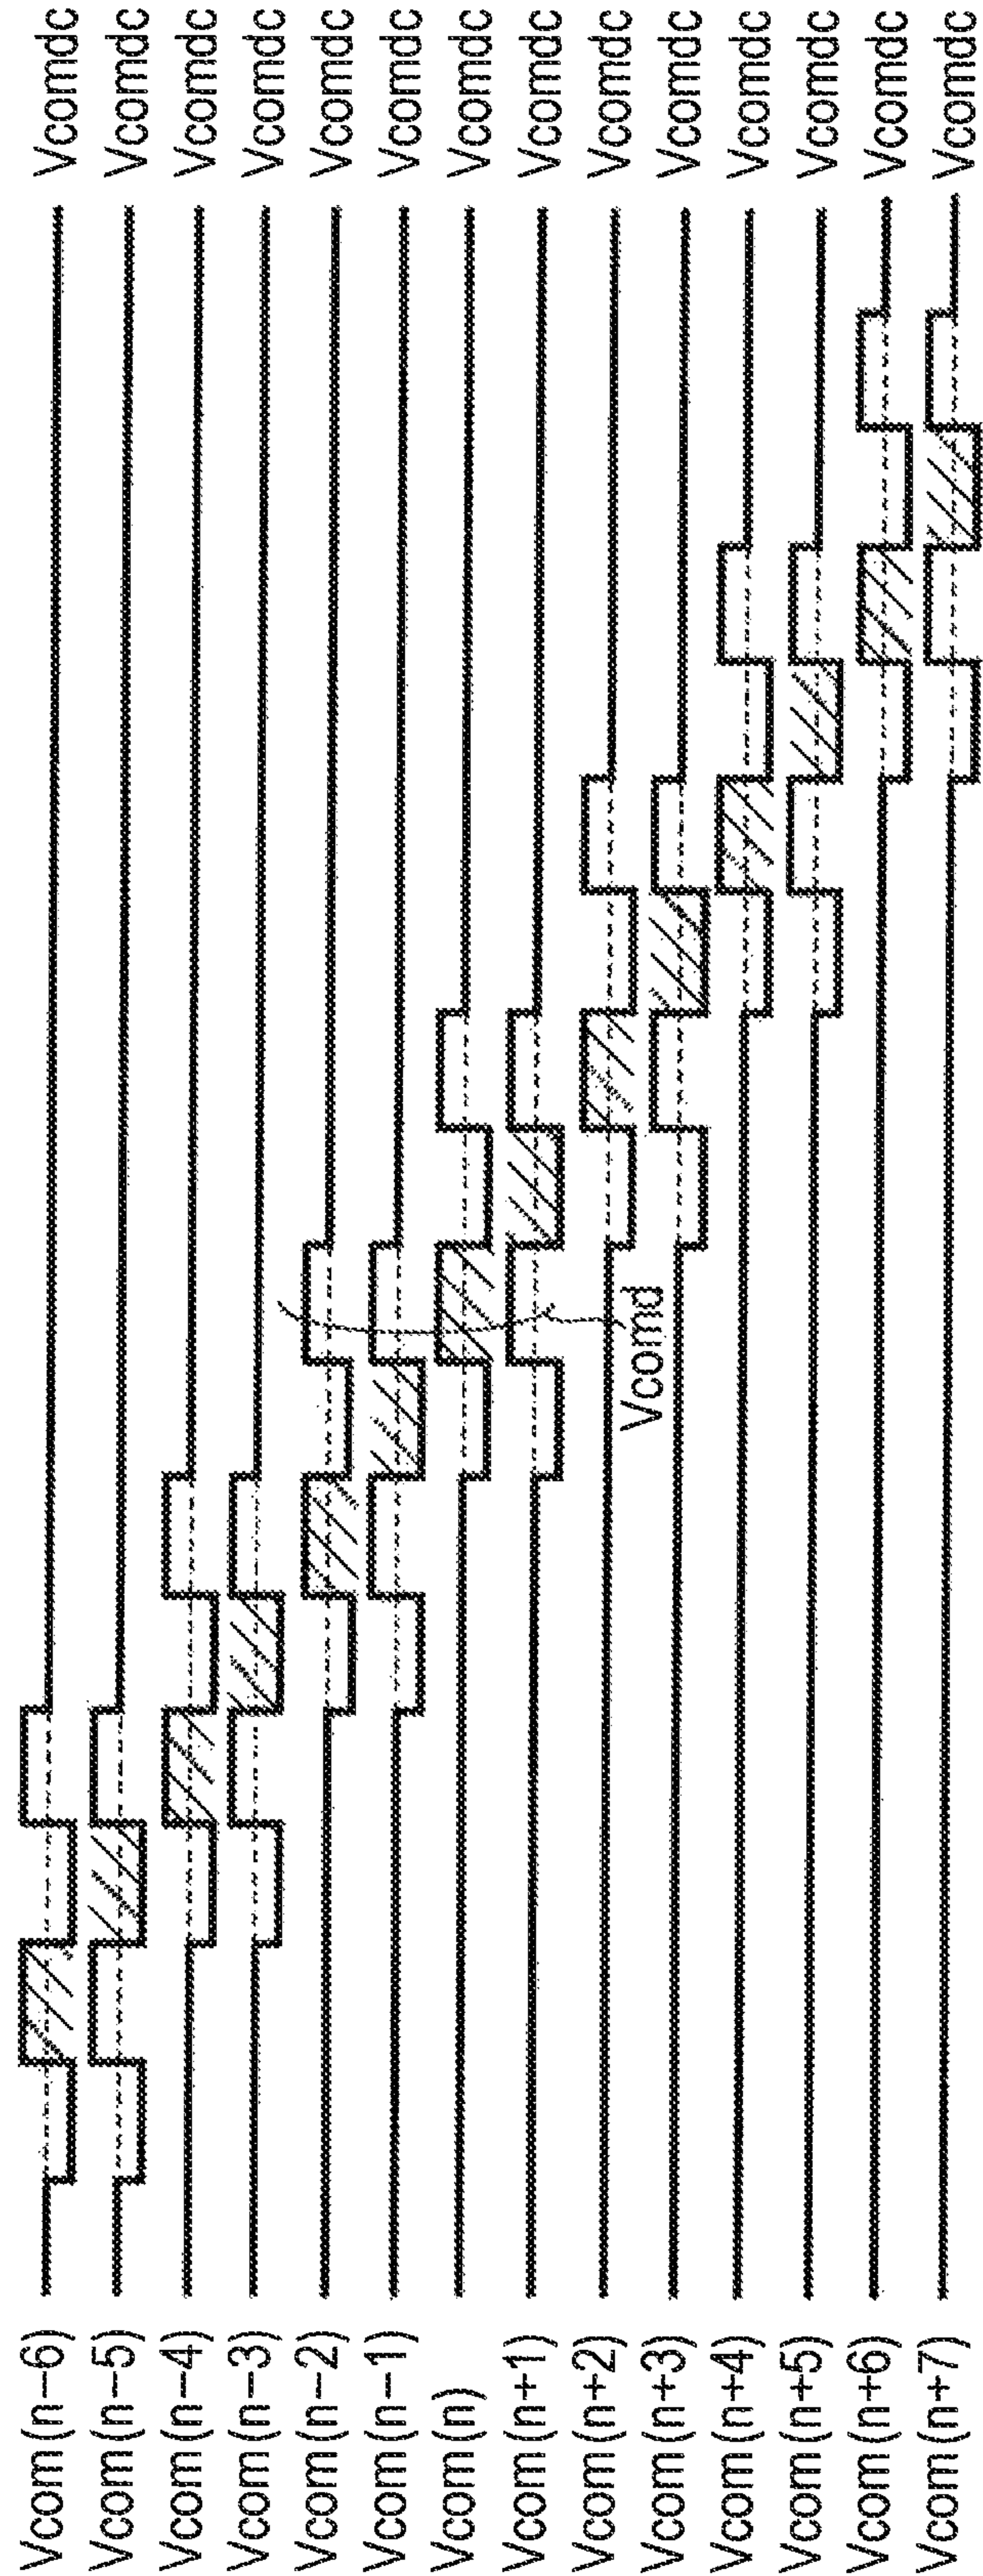 Vcom (n−6) Vcomdc
Vcom (n−5) Vcomdc
Vcom (n−4) Vcomdc
Vcom (n−3) Vcomdc
Vcom (n−2) Vcomdc
Vcom (n−1) Vcomdc
Vcom (n) Vcomdc
Vcom (n+1) Vcomdc
Vcom (n+2) Vcomdc
Vcomd
Vcom (n+3) Vcomdc
Vcom (n+4) Vcomdc
Vcom (n+5) Vcomdc
Vcom (n+6) Vcomdc
Vcom (n+7) Vcomdc